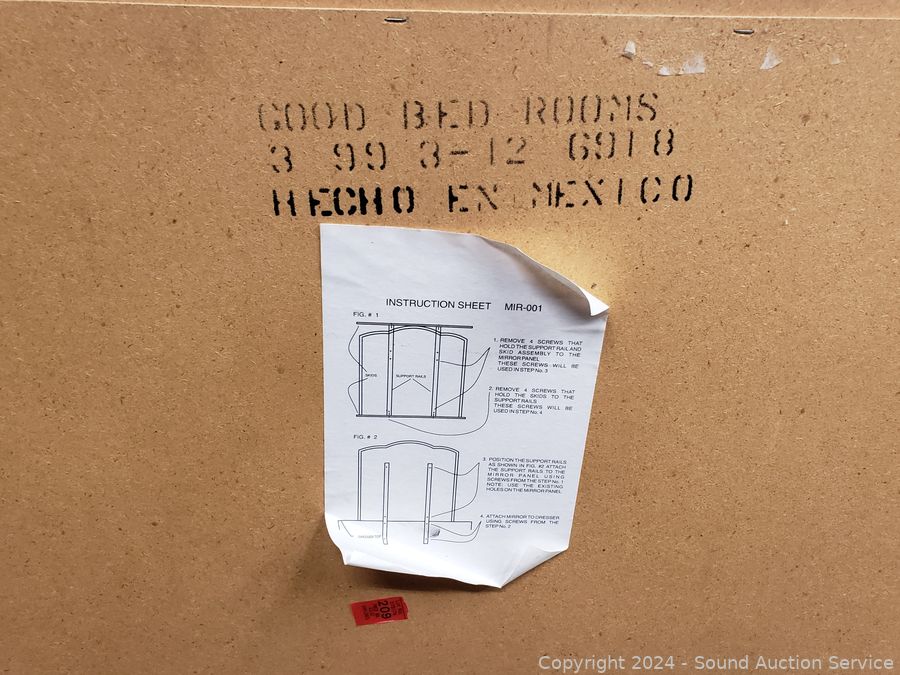 GOOD BED ROOMS
3 99 3-12 6918
HECHO EN MEXICO
INSTRUCTION SHEET MIR-001
FIG. # 1
SKIDS
SUPPORT RAILS
1. REMOVE 4 SCREWS THAT
HOLD THE SUPPORT RAIL AND
SKID ASSEMBLY TO THE
MIRROR PANEL
THESE SCREWS WILL BE
USED IN STEP No. 3
2. REMOVE 4 SCREWS THAT
HOLD THE SKIDS TO THE
SUPPORT RAILS
THESE SCREWS WILL BE
USED IN STEP No. 4
FIG. # 2
3. POSITION THE SUPPORT RAILS
AS SHOWN IN FIG. #2 ATTACH
THE SUPPORT RAILS TO THE
MIRROR PANEL USING
SCREWS FROM THE STEP No. 1
NOTE: USE THE EXISTING
HOLES ON THE MIRROR PANEL
4. ATTACH MIRROR TO DRESSER
USING SCREWS FROM THE
STEP No. 2
DRESSER TOP
209
Copyright © 2024 - Sound Auction Service